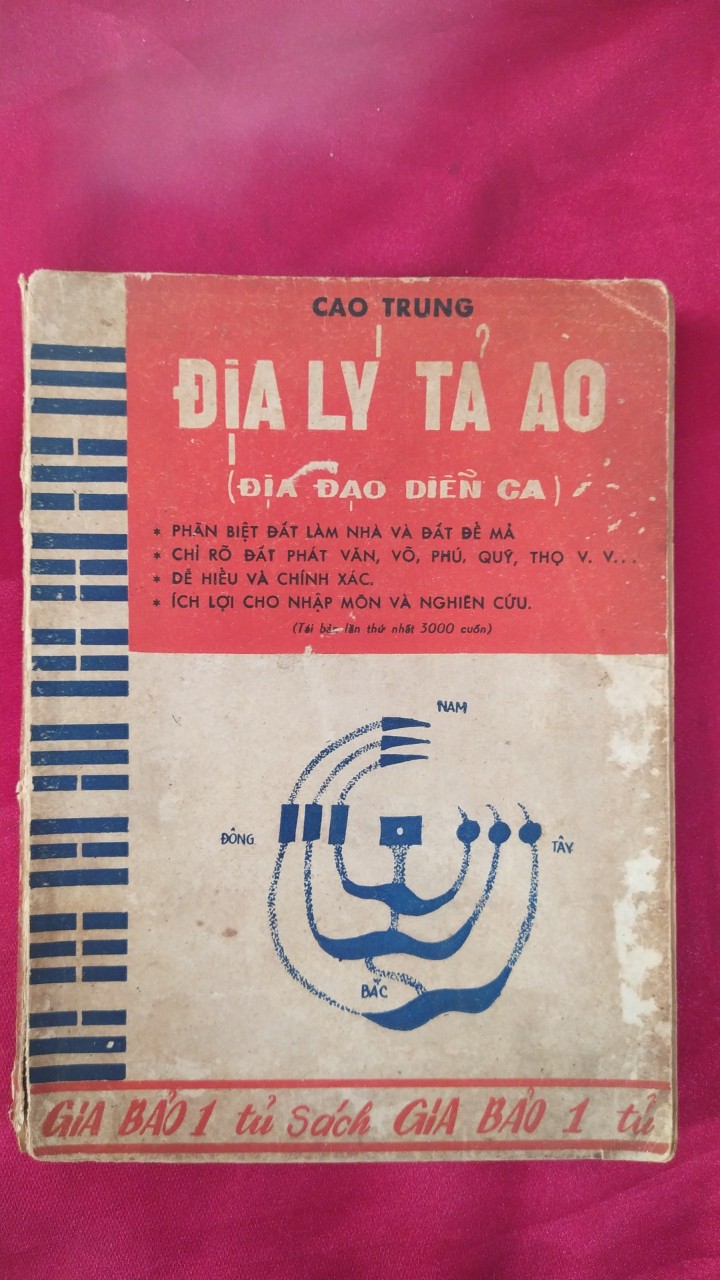 CAO TRUNG
ĐỊA LÝ TẢ AO
(ĐỊA ĐẠO DIỄN CA)
* PHÂN BIỆT ĐẤT LÀM NHÀ VÀ ĐẤT ĐỂ MẢ
* CHỈ RÕ ĐẤT PHÁT VĂN, VÕ, PHÚ, QUÝ, THỌ V. V...
* DỄ HIỂU VÀ CHÍNH XÁC.
* ÍCH LỢI CHO NHẬP MÔN VÀ NGHIÊN CỨU.
(Tái bản lần thứ nhất 3000 cuốn)
NAM
ĐÔNG
TÂY
BẮC
GIA BẢO 1 tủ Sách GIA BẢO 1 tủ